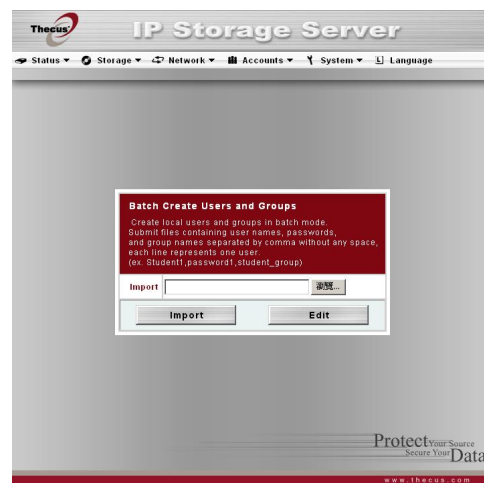 Thecus
IP Storage Server
Status Storage Network Accounts System L Language
Batch Create Users and Groups
Create local users and groups in batch mode.
Submit files containing user names, passwords,
and group names separated by comma without any space,
each line represents one user.
(ex. Student1,password1,student_group)
Import 瀏覽...
Import Edit
Protect Your Source
Secure Your Data
www.thecus.com